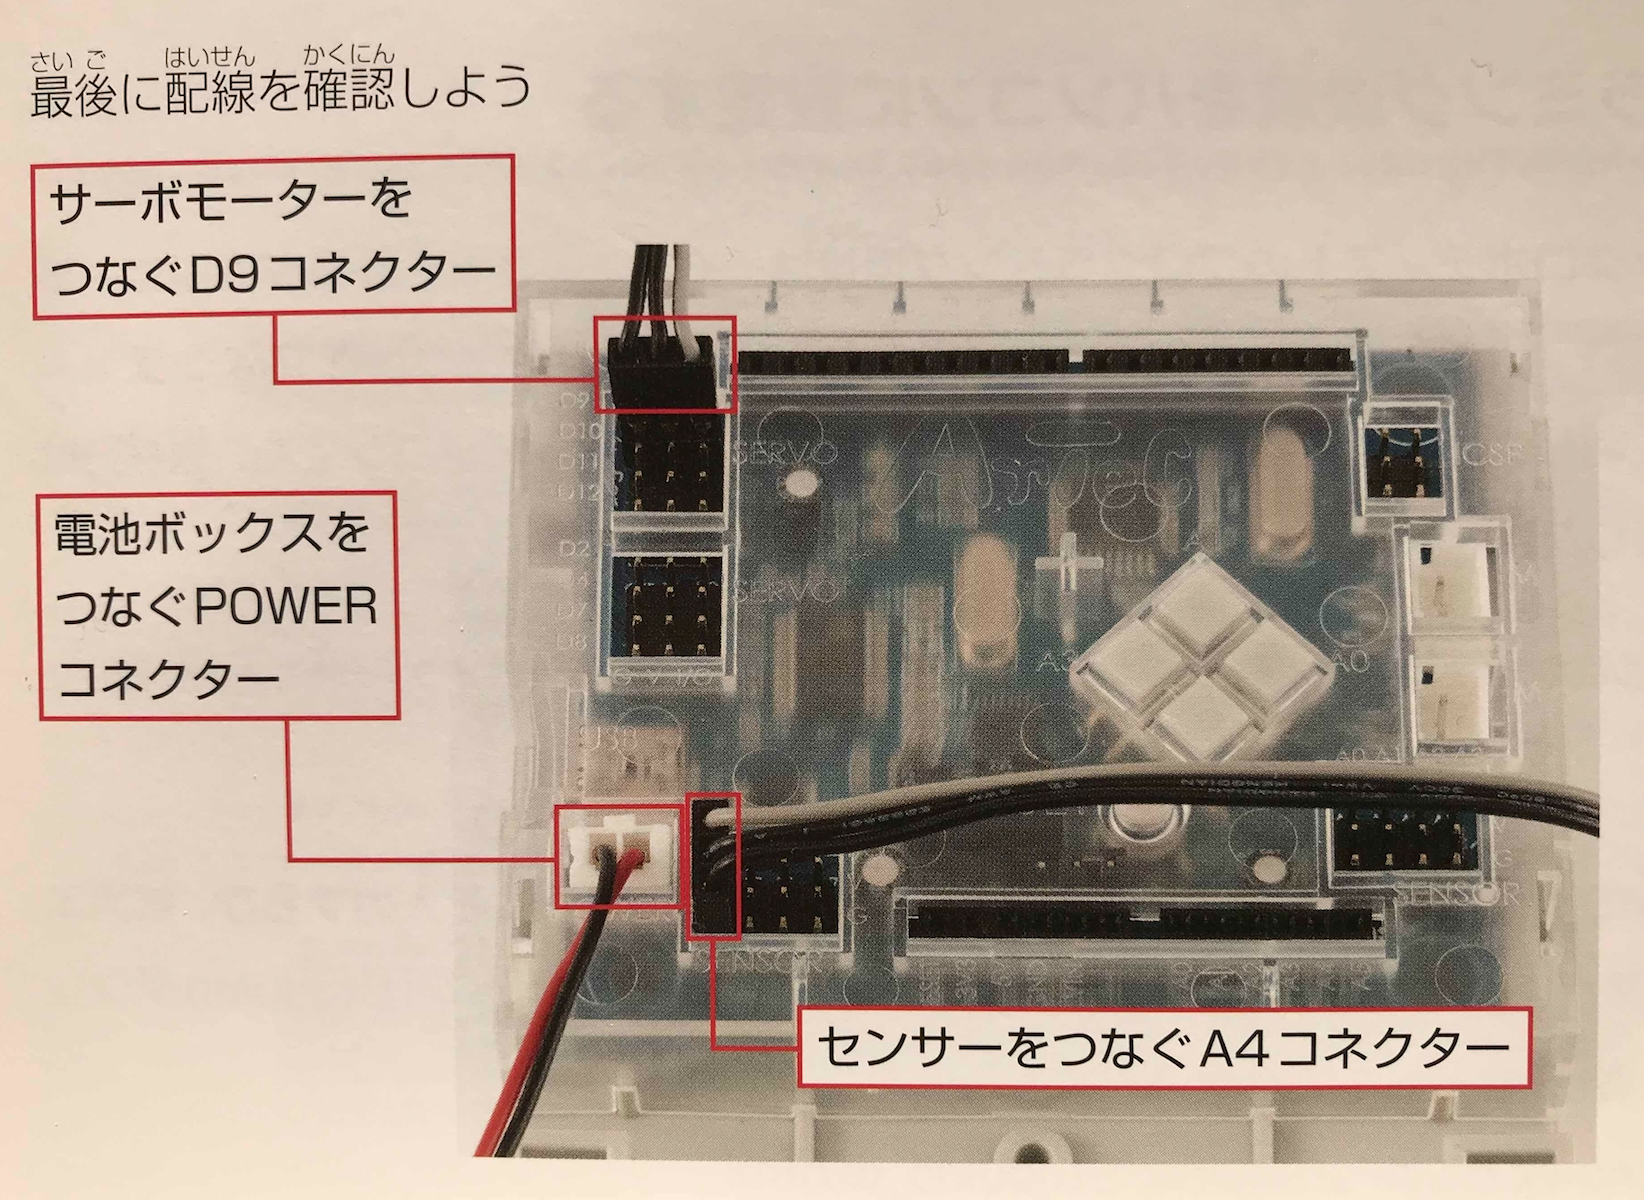 さい ご はいせん かくにん
最後に配線を確認しよう
サーボモーターを
つなぐD9コネクター
電池ボックスを
つなぐPOWER
コネクター
D9
D10
D11
D12
SERVO
Artec
ICSP
D2
D4
D7
D8
SERVO
G V I/O
USB
A0
A0 A1 A2 A3
SENSOR
SENSOR
センサーをつなぐA4コネクター